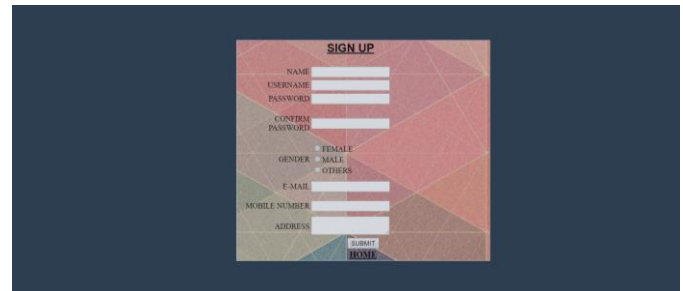 SIGN UP
NAME
USERNAME
PASSWORD
CONFIRM
PASSWORD
GENDER
FEMALE
MALE
OTHERS
E-MAIL
MOBILE NUMBER
ADDRESS
SUBMIT
HOME